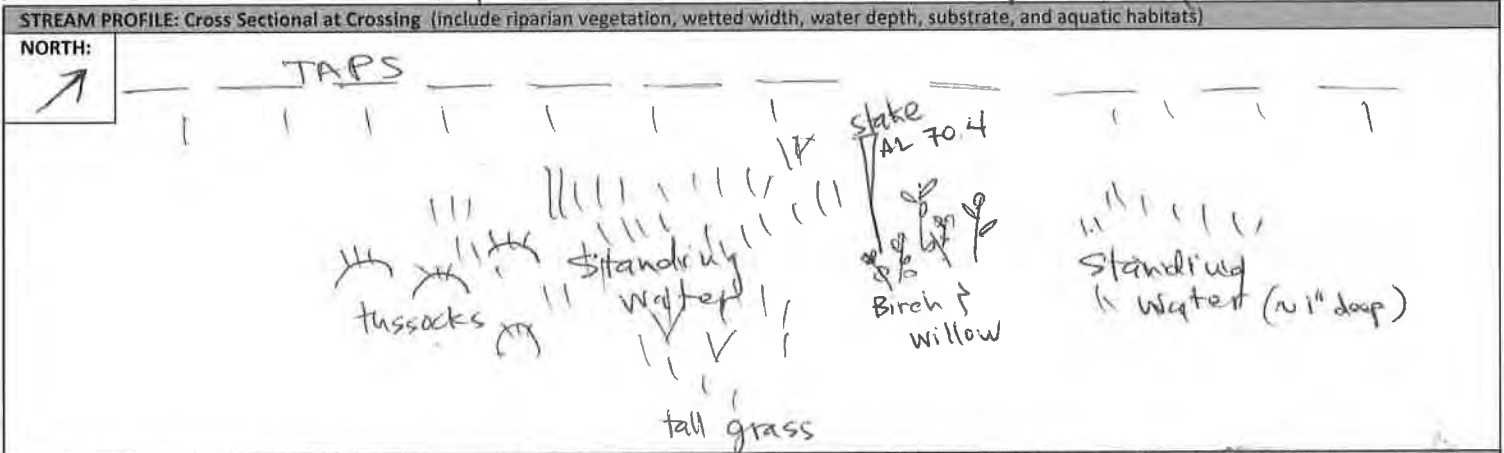 STREAM PROFILE: Cross Sectional at Crossing (include riparian vegetation, wetted width, water depth, substrate, and aquatic habitats)
NORTH:
TAPS
stake
AL 70.4
tussocks
Standing
water
Birch &
willow
Standing
water (~ 1" deep)
tall grass